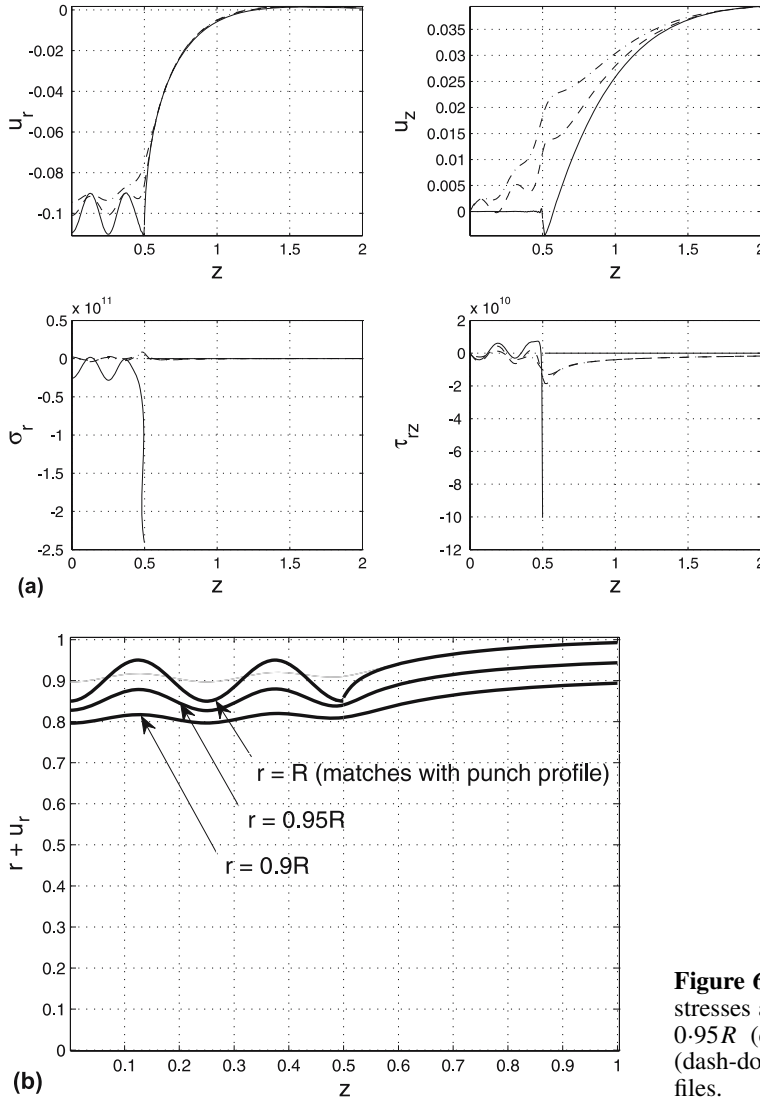 0
-0.02
-0.04
-0.06
-0.08
-0.1
u_r
0 0.5 1 1.5 2
z
0.035
0.03
0.025
0.02
0.015
0.01
0.005
0
u_z
0 0.5 1 1.5 2
z
x 10^11
0.5
0
-0.5
-1
-1.5
-2
-2.5
σ_r
0 0.5 1 1.5 2
z
x 10^10
2
0
-2
-4
-6
-8
-10
-12
τ_rz
0 0.5 1 1.5 2
z
(a)
1
0.9
0.8
0.7
0.6
0.5
0.4
0.3
0.2
0.1
0
r + u_r
r = R (matches with punch profile)
r = 0.95R
r = 0.9R
0.1 0.2 0.3 0.4 0.5 0.6 0.7 0.8 0.9 1
z
(b)
Figure 6
stresses
0·95R
(dash-do
files.